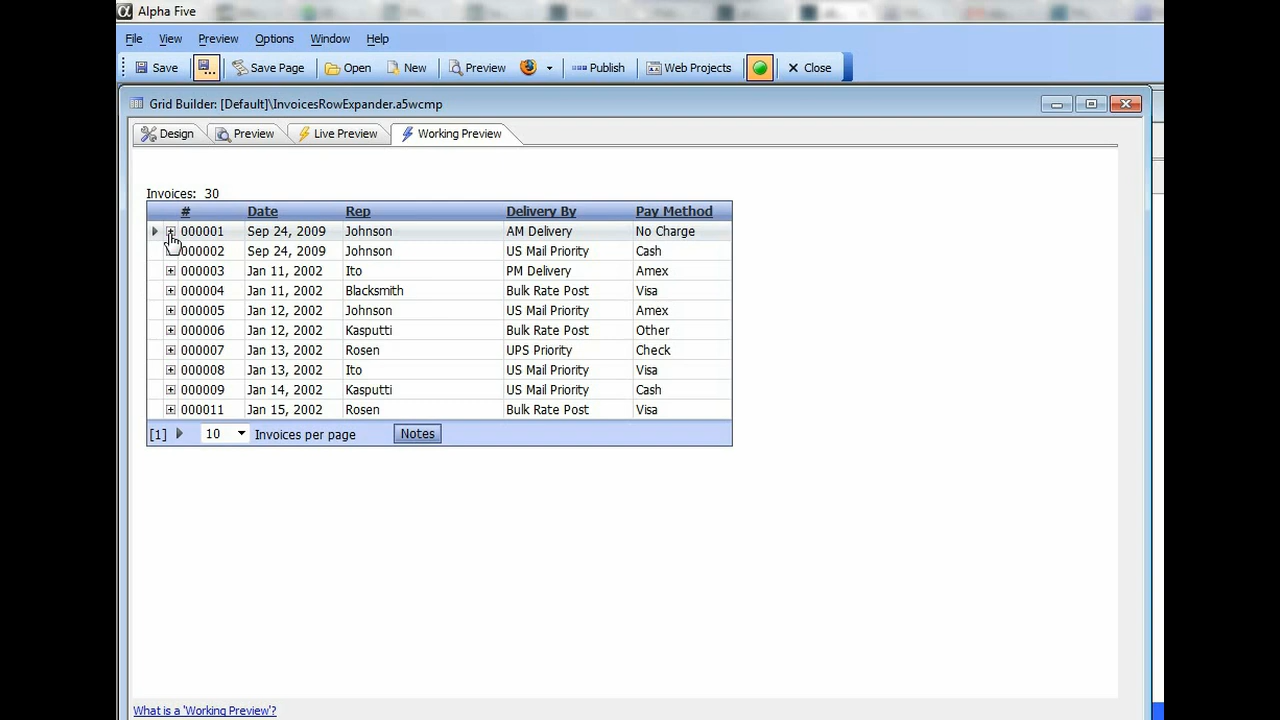 Alpha Five
File View Preview Options Window Help
Save Save Page Open New Preview Publish Web Projects Close
Grid Builder: [Default]\InvoicesRowExpander.a5wcmp
Design Preview Live Preview Working Preview
Invoices: 30
# Date Rep Delivery By Pay Method
000001 Sep 24, 2009 Johnson AM Delivery No Charge
000002 Sep 24, 2009 Johnson US Mail Priority Cash
000003 Jan 11, 2002 Ito PM Delivery Amex
000004 Jan 11, 2002 Blacksmith Bulk Rate Post Visa
000005 Jan 12, 2002 Johnson US Mail Priority Amex
000006 Jan 12, 2002 Kasputti Bulk Rate Post Other
000007 Jan 13, 2002 Rosen UPS Priority Check
000008 Jan 13, 2002 Ito US Mail Priority Visa
000009 Jan 14, 2002 Kasputti US Mail Priority Cash
000011 Jan 15, 2002 Rosen Bulk Rate Post Visa
[1] 10 Invoices per page Notes
What is a 'Working Preview'?